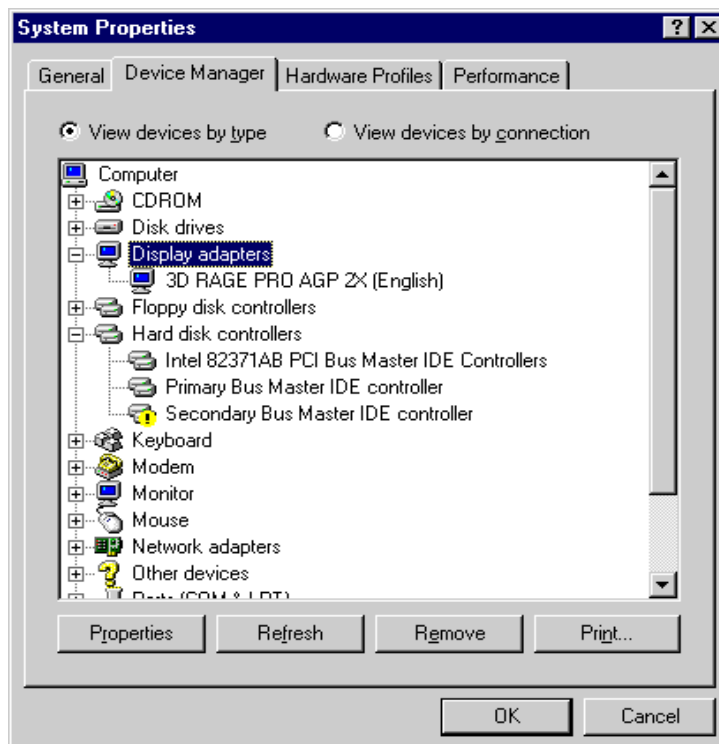 System Properties
General Device Manager Hardware Profiles Performance
View devices by type View devices by connection
Computer
CDROM
Disk drives
Display adapters
3D RAGE PRO AGP 2X (English)
Floppy disk controllers
Hard disk controllers
Intel 82371AB PCI Bus Master IDE Controllers
Primary Bus Master IDE controller
Secondary Bus Master IDE controller
Keyboard
Modem
Monitor
Mouse
Network adapters
Other devices
Ports (COM & LPT)
Properties Refresh Remove Print...
OK Cancel